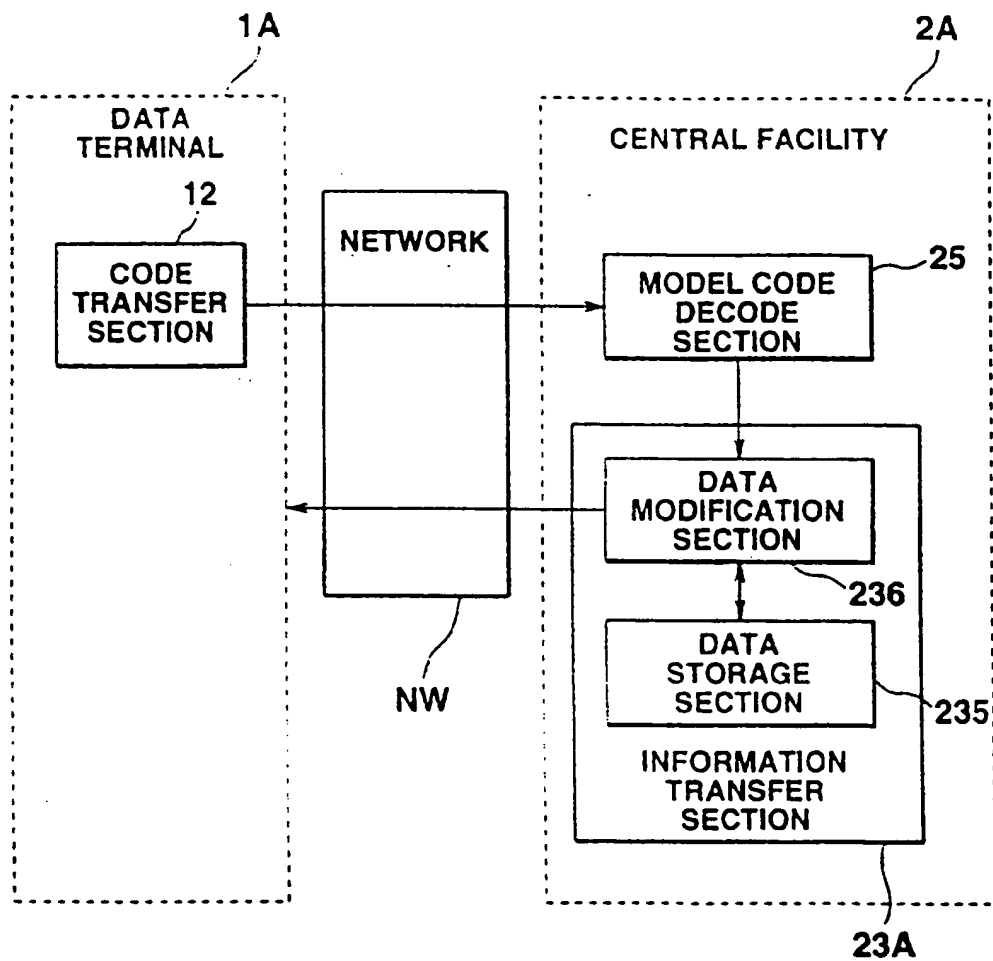 1A
2A
DATA
TERMINAL
CENTRAL FACILITY
12
NETWORK
25
CODE
TRANSFER
SECTION
MODEL CODE
DECODE
SECTION
DATA
MODIFICATION
SECTION
236
NW
DATA
STORAGE
SECTION
235
INFORMATION
TRANSFER
SECTION
23A